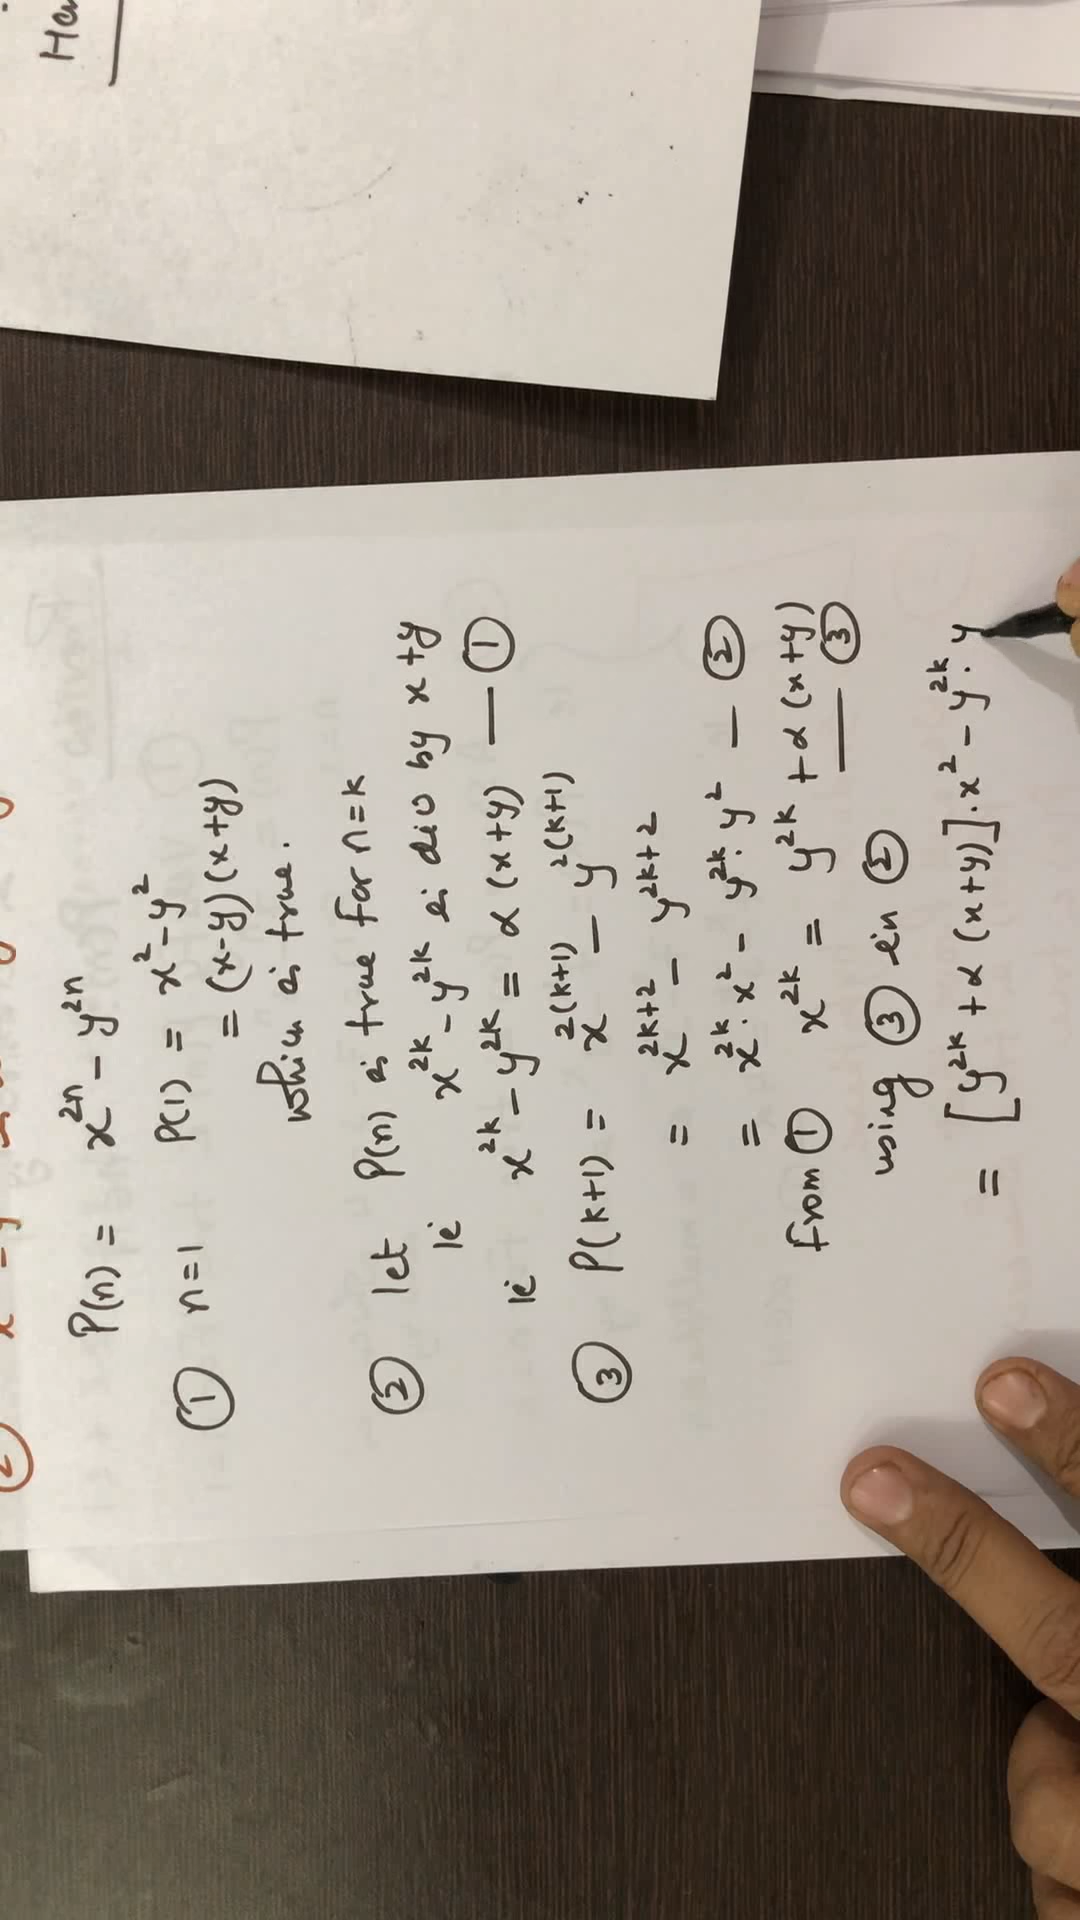 Ha
P(n) = x^{2n} - y^{2n}
① n=1 P(1) = x^2 - y^2
= (x-y)(x+y)
which is true.
② let P(n) is true for n=k
ie x^{2k} - y^{2k} is div by x+y
ie x^{2k} - y^{2k} = α(x+y) — ①
③ P(k+1) = x^{2(k+1)} - y^{2(k+1)}
= x^{2k+2} - y^{2k+2}
= x^{2k}. x^2 - y^{2k}. y^2 — ②
from ① x^{2k} = y^{2k} + α(x+y)
— ③
using ③ in ②
= [y^{2k} + α(x+y)]. x^2 - y^{2k}. y